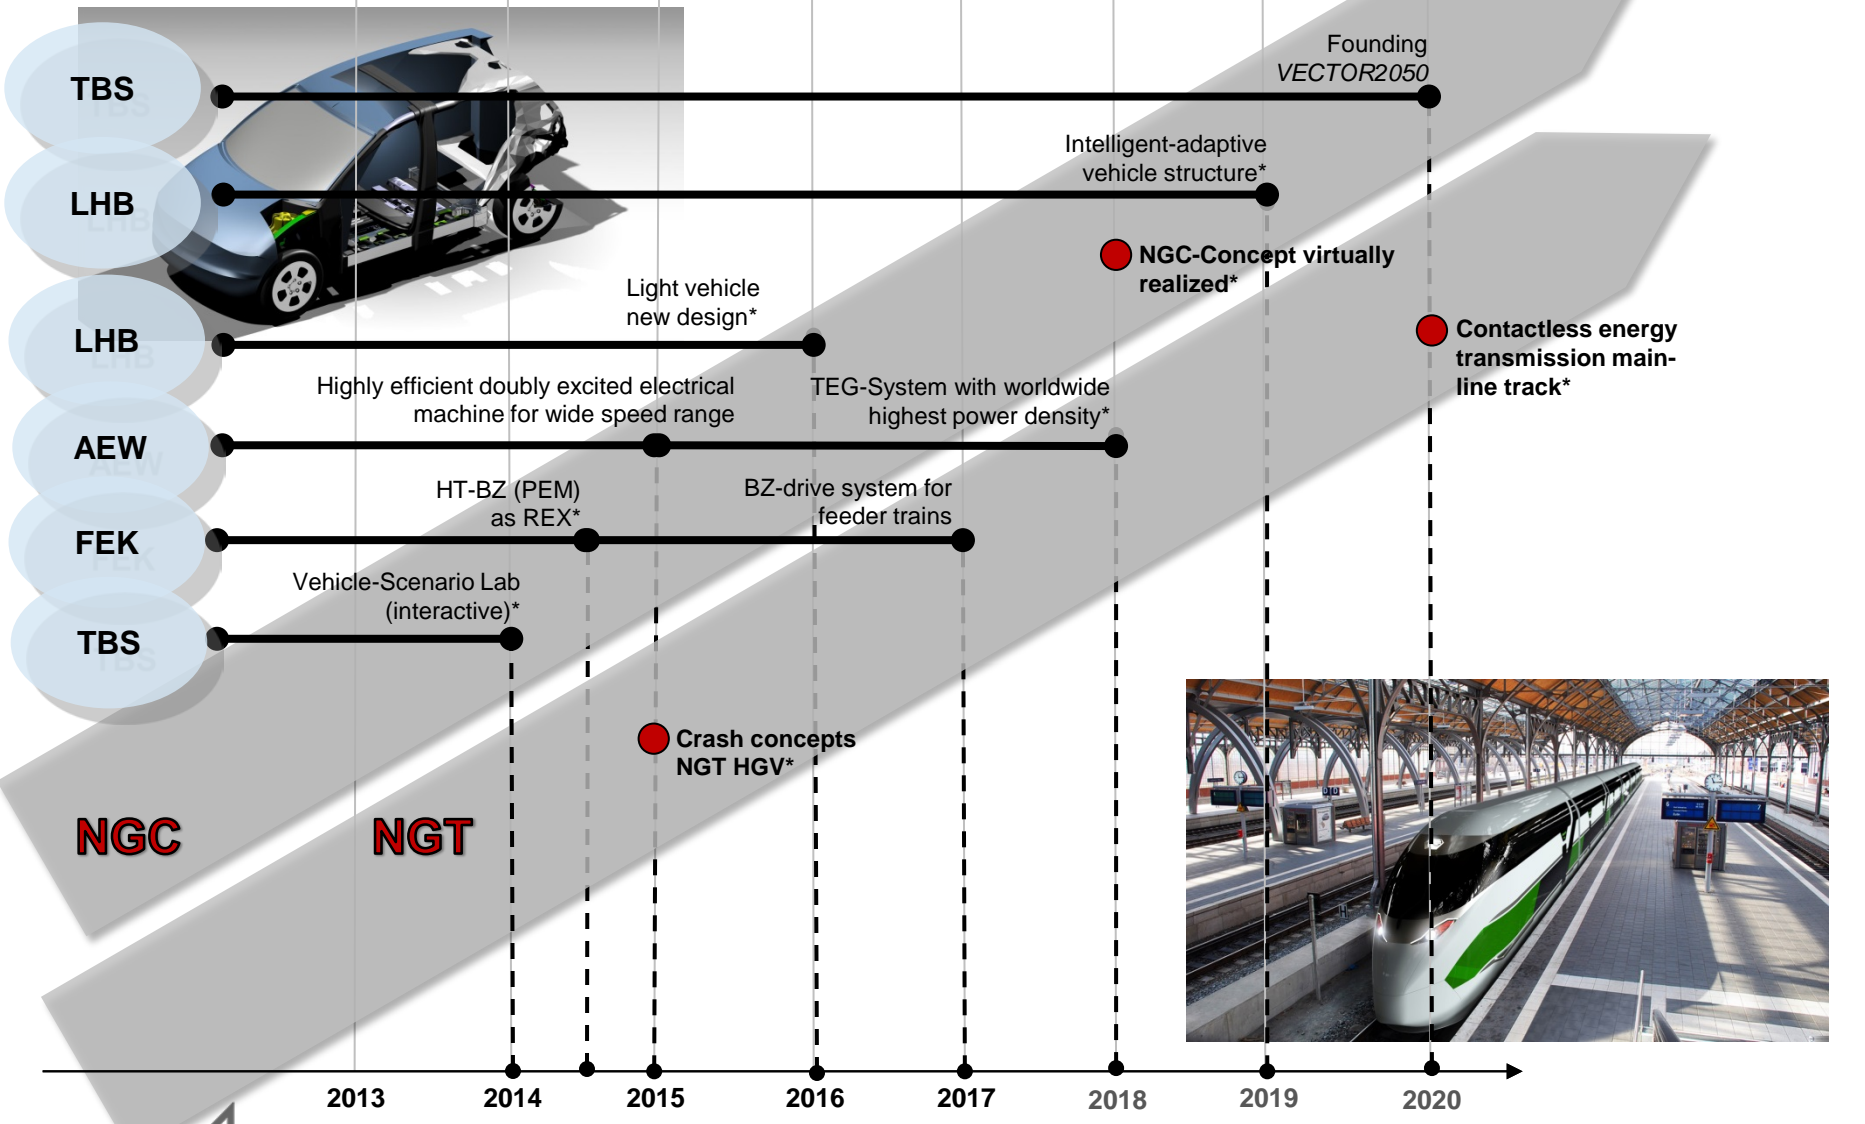 TBS
Founding
VECTOR2050
LHB
Intelligent-adaptive
vehicle structure*
NGC-Concept virtually
realized*
LHB
Light vehicle
new design*
Contactless energy
transmission main-
line track*
AEW
Highly efficient doubly excited electrical
machine for wide speed range
TEG-System with worldwide
highest power density*
FEK
HT-BZ (PEM)
as REX*
BZ-drive system for
feeder trains
TBS
Vehicle-Scenario Lab
(interactive)*
Crash concepts
NGT HGV*
NGC
NGT
2013
2014
2015
2016
2017
2018
2019
2020